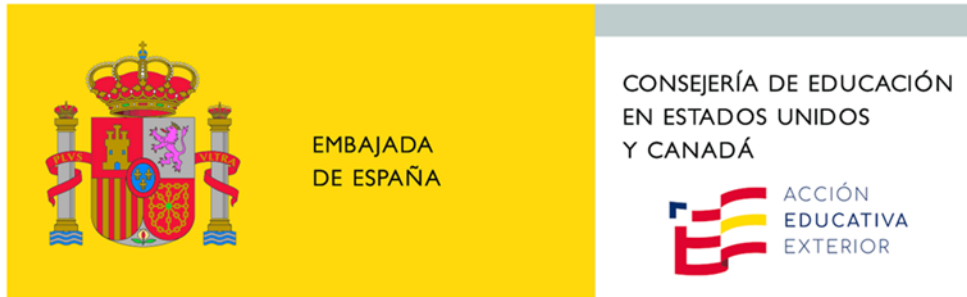 PLVS VLTRA
EMBAJADA
DE ESPAÑA
CONSEJERÍA DE EDUCACIÓN
EN ESTADOS UNIDOS
Y CANADÁ
ACCIÓN
EDUCATIVA
EXTERIOR